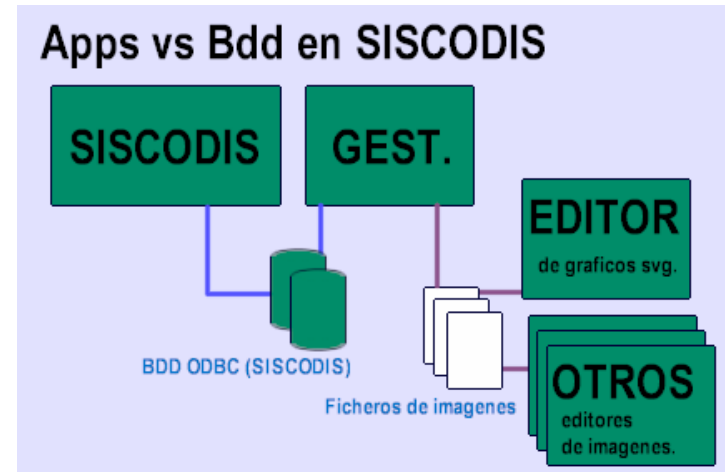 Apps vs Bdd en SISCODIS
SISCODIS
GEST.
EDITOR
de graficos svg.
BDD ODBC (SISCODIS)
Ficheros de imagenes
OTROS
editores
de imagenes.